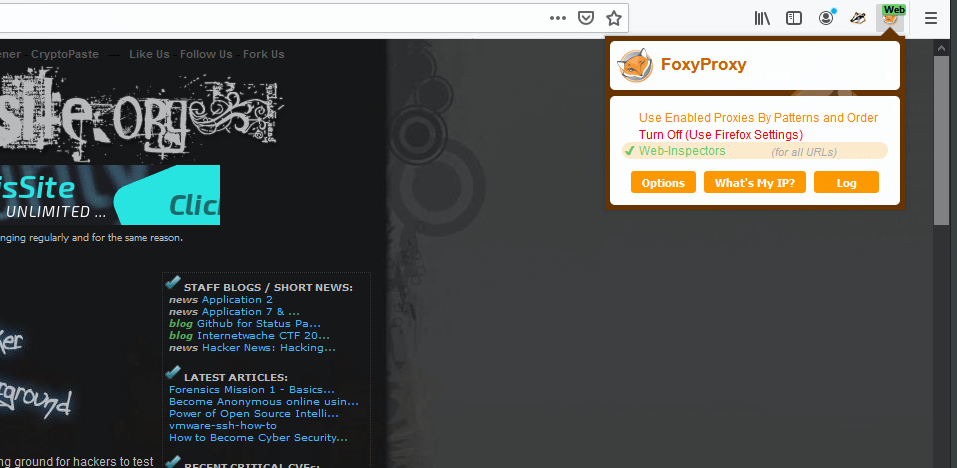 Web
ener CryptoPaste — Like Us Follow Us Fork Us
site.org
FoxyProxy
Use Enabled Proxies By Patterns and Order
Turn Off (Use Firefox Settings)
✔ Web-Inspectors (for all URLs)
Options What's My IP? Log
isSite
UNLIMITED ... Clic
nging regularly and for the same reason.
STAFF BLOGS / SHORT NEWS:
news Application 2
news Application 7 & ...
blog Github for Status Pa...
blog Internetwache CTF 20...
news Hacker News: Hacking...
ker
erground
LATEST ARTICLES:
Forensics Mission 1 - Basics...
Become Anonymous online usin...
Power of Open Source Intelli...
vmware-ssh-how-to
How to Become Cyber Security...
ng ground for hackers to test
RECENT CRITICAL CVEs: